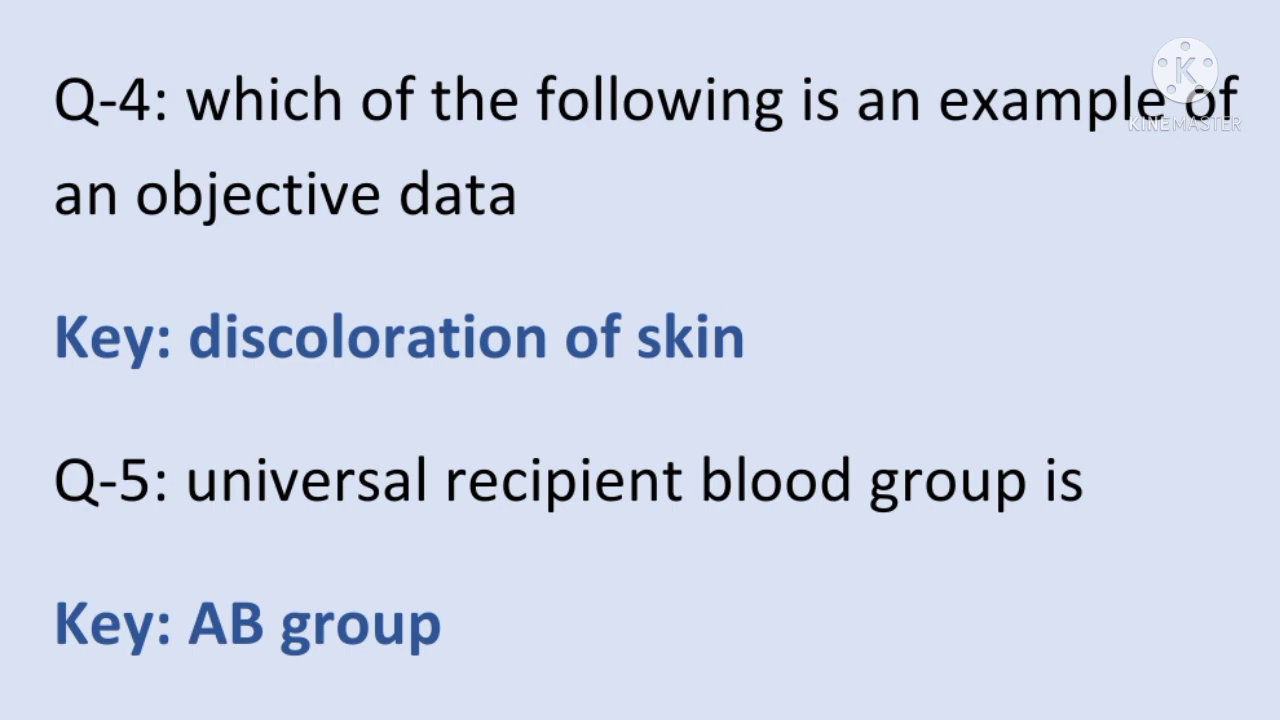 Q-4: which of the following is an example of
an objective data
Key: discoloration of skin
Q-5: universal recipient blood group is
Key: AB group
K
KINEMASTER